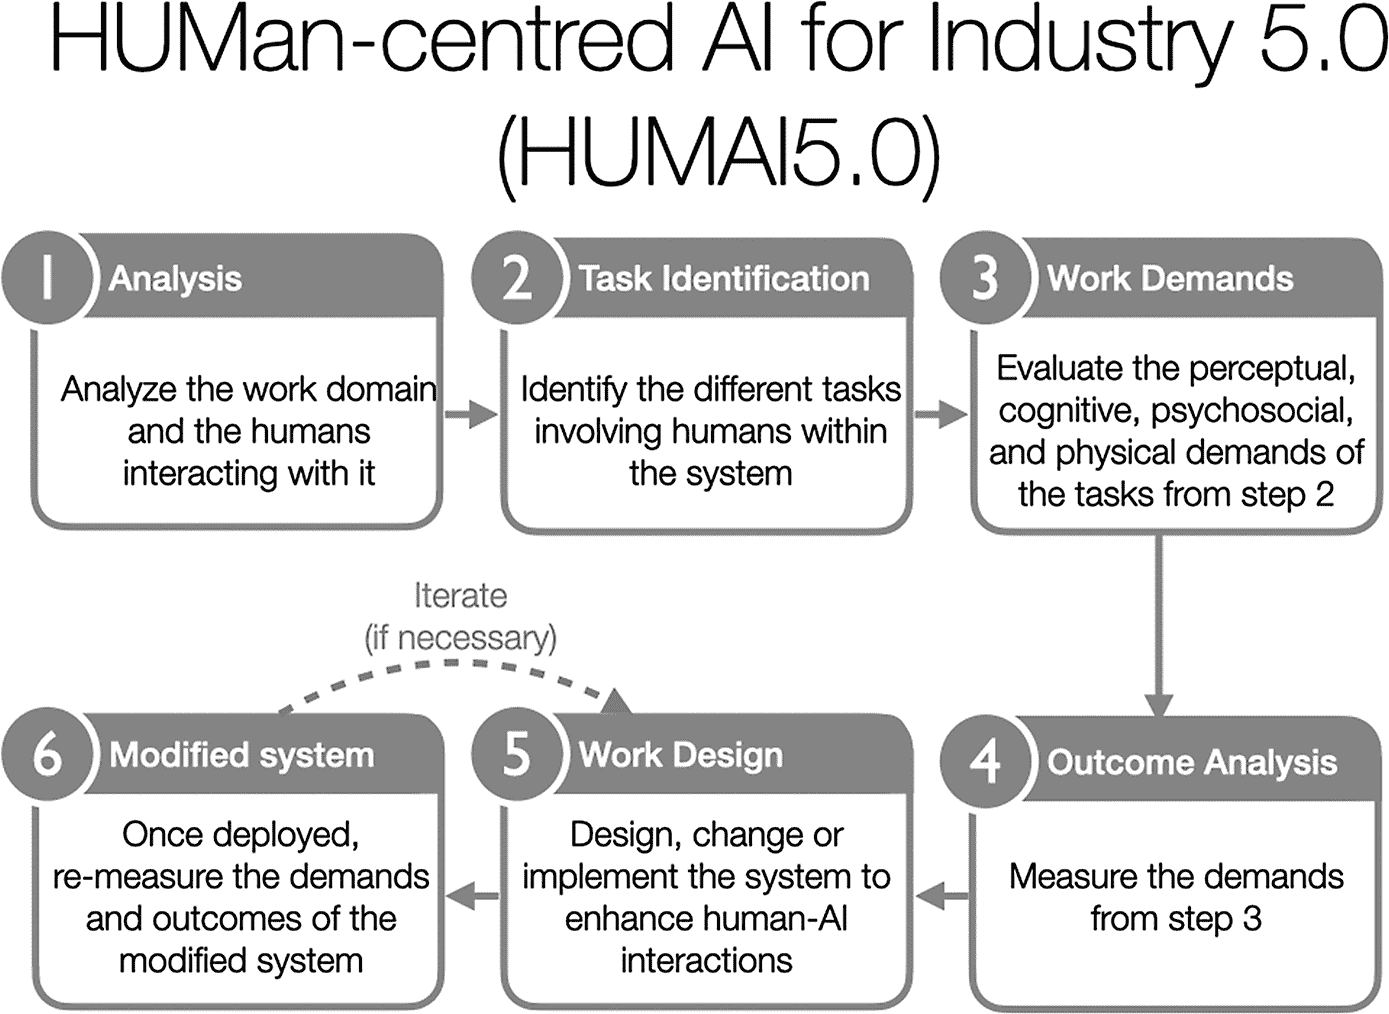 HUMan-centred AI for Industry 5.0
(HUMAI5.0)
1 Analysis
Analyze the work domain
and the humans
interacting with it
2 Task Identification
Identify the different tasks
involving humans within
the system
3 Work Demands
Evaluate the perceptual,
cognitive, psychosocial,
and physical demands of
the tasks from step 2
4 Outcome Analysis
Measure the demands
from step 3
5 Work Design
Design, change or
implement the system to
enhance human-AI
interactions
6 Modified system
Once deployed,
re-measure the demands
and outcomes of the
modified system
Iterate
(if necessary)